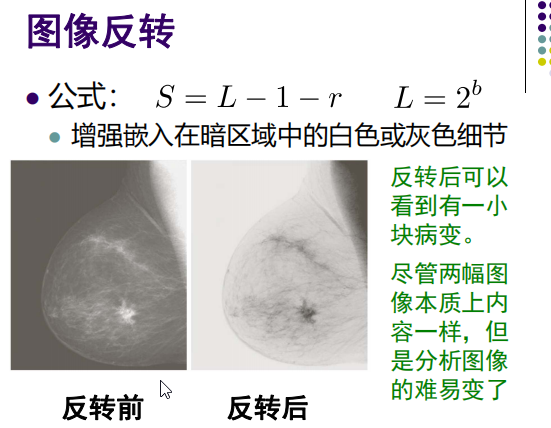 图像反转
公式： S = L − 1 − r L = 2^b
增强嵌入在暗区域中的白色或灰色细节
反转后可以
看到有一小
块病变。
尽管两幅图
像本质上内
容一样，但
是分析图像
的难易变了
反转前 反转后